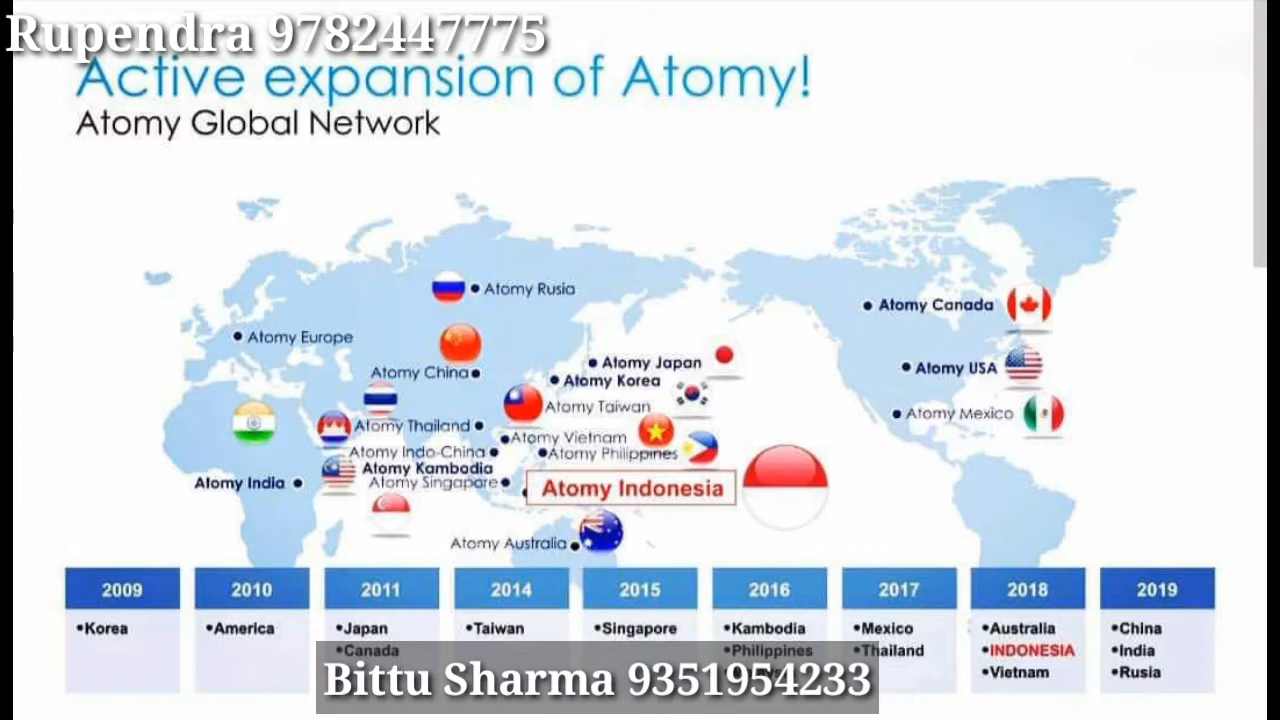 Rupendra 9782447775
Active expansion of Atomy!
Atomy Global Network
Atomy Rusia
Atomy Canada
Atomy Europe
Atomy Japan
Atomy USA
Atomy China
Atomy Korea
Atomy Taiwan
Atomy Mexico
Atomy Thailand
Atomy Vietnam
Atomy Indo-China
Atomy Philippines
Atomy Kambodia
Atomy India
Atomy Singapore
Atomy Indonesia
Atomy Australia
2009 2010 2011 2014 2015 2016 2017 2018 2019
•Korea •America •Japan •Taiwan •Singapore •Kambodia •Mexico •Australia •China
•Canada •Philippines •Thailand •INDONESIA •India
•Vietnam •Rusia
Bittu Sharma 9351954233